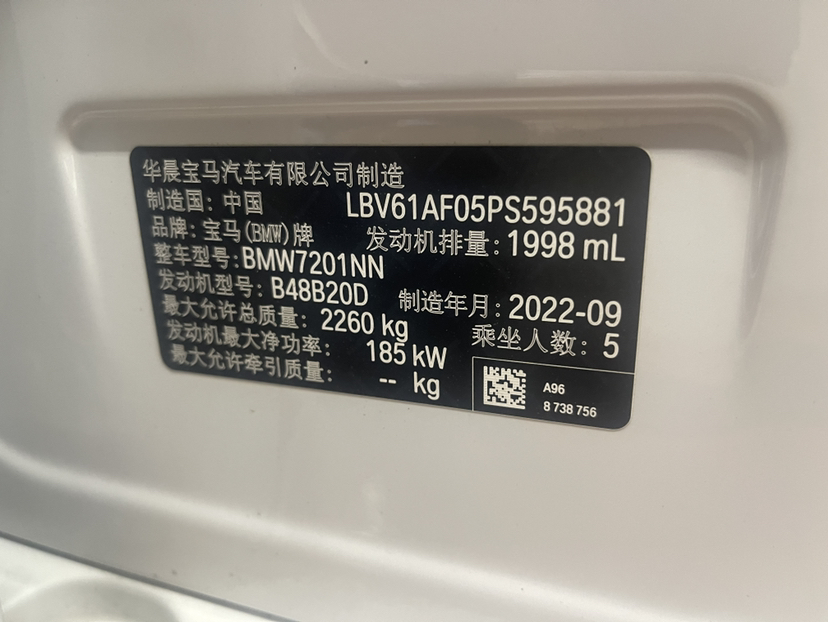 华晨宝马汽车有限公司制造
制造国: 中国 LBV61AF05PS595881
品牌: 宝马(BMW)牌 发动机排量: 1998 mL
整车型号: BMW7201NN
发动机型号: B48B20D 制造年月: 2022-09
最大允许总质量: 2260 kg 乘坐人数: 5
发动机最大净功率: 185 kW
最大允许牵引质量: -- kg
A96
8 738 756